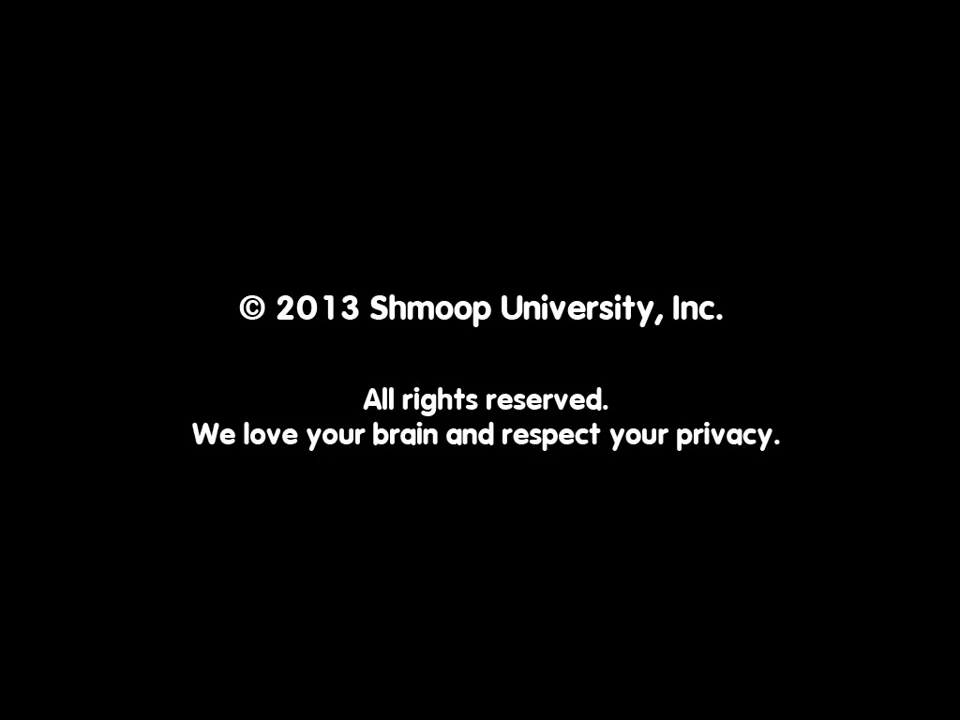 © 2013 Shmoop University, Inc.
All rights reserved.
We love your brain and respect your privacy.